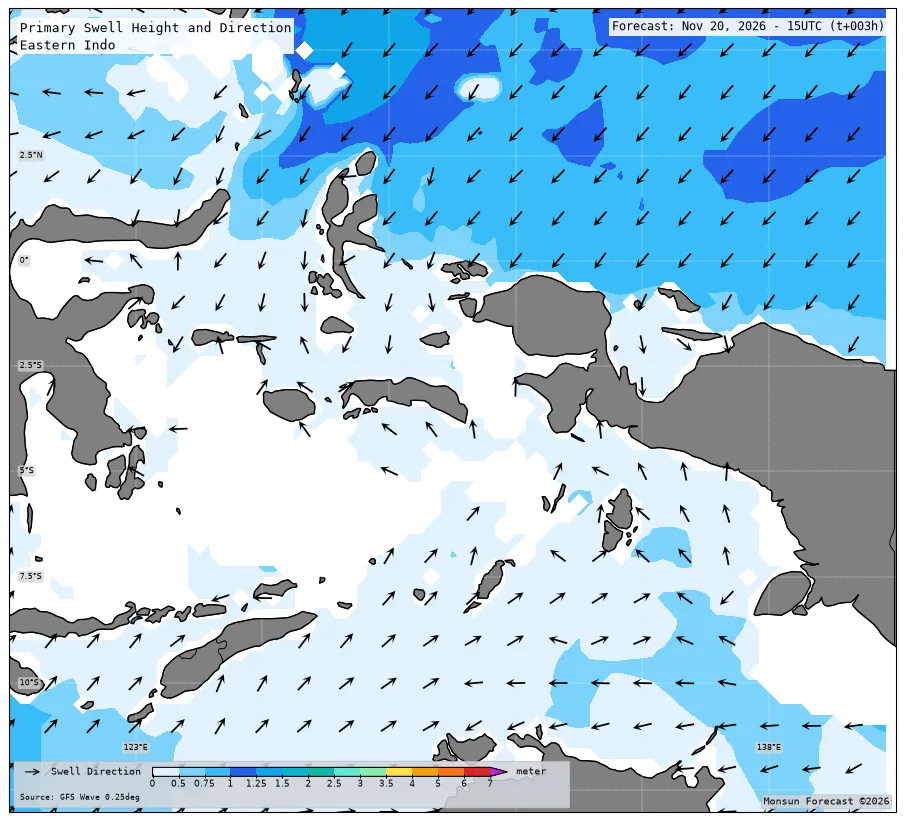 Primary Swell Height and Direction
Eastern Indo
Forecast: Nov 20, 2026 - 15UTC (t+003h)
2.5°N
0°
2.5°S
5°S
7.5°S
10°S
123°E
138°E
Swell Direction
meter
0 0.5 0.75 1 1.25 1.5 2 2.5 3 3.5 4 5 6 7
Source: GFS Wave 0.25deg
Monsun Forecast ©2026